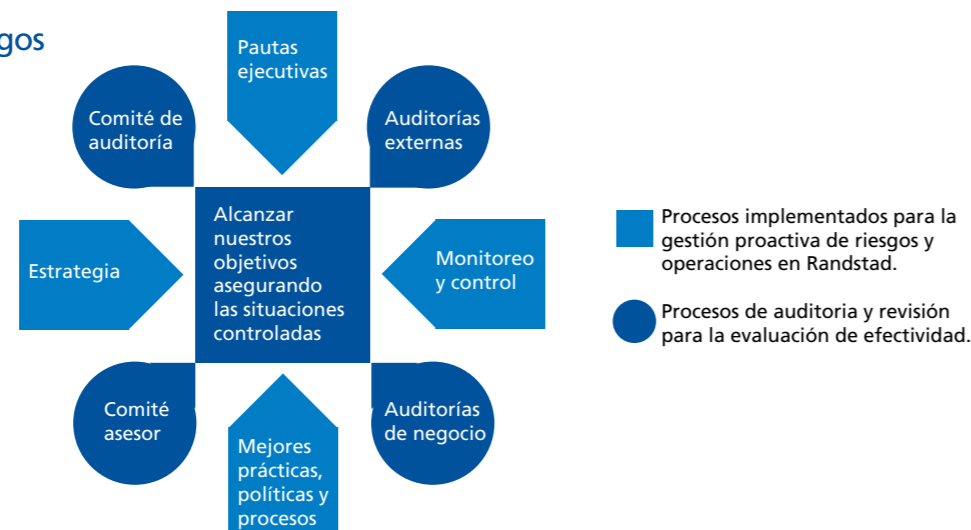 gos
Pautas
ejecutivas
Comité de
auditoría
Auditorías
externas
Estrategia
Alcanzar
nuestros
objetivos
asegurando
las situaciones
controladas
Monitoreo
y control
Comité
asesor
Mejores
prácticas,
políticas y
procesos
Auditorías
de negocio
Procesos implementados para la
gestión proactiva de riesgos y
operaciones en Randstad.
Procesos de auditoria y revisión
para la evaluación de efectividad.